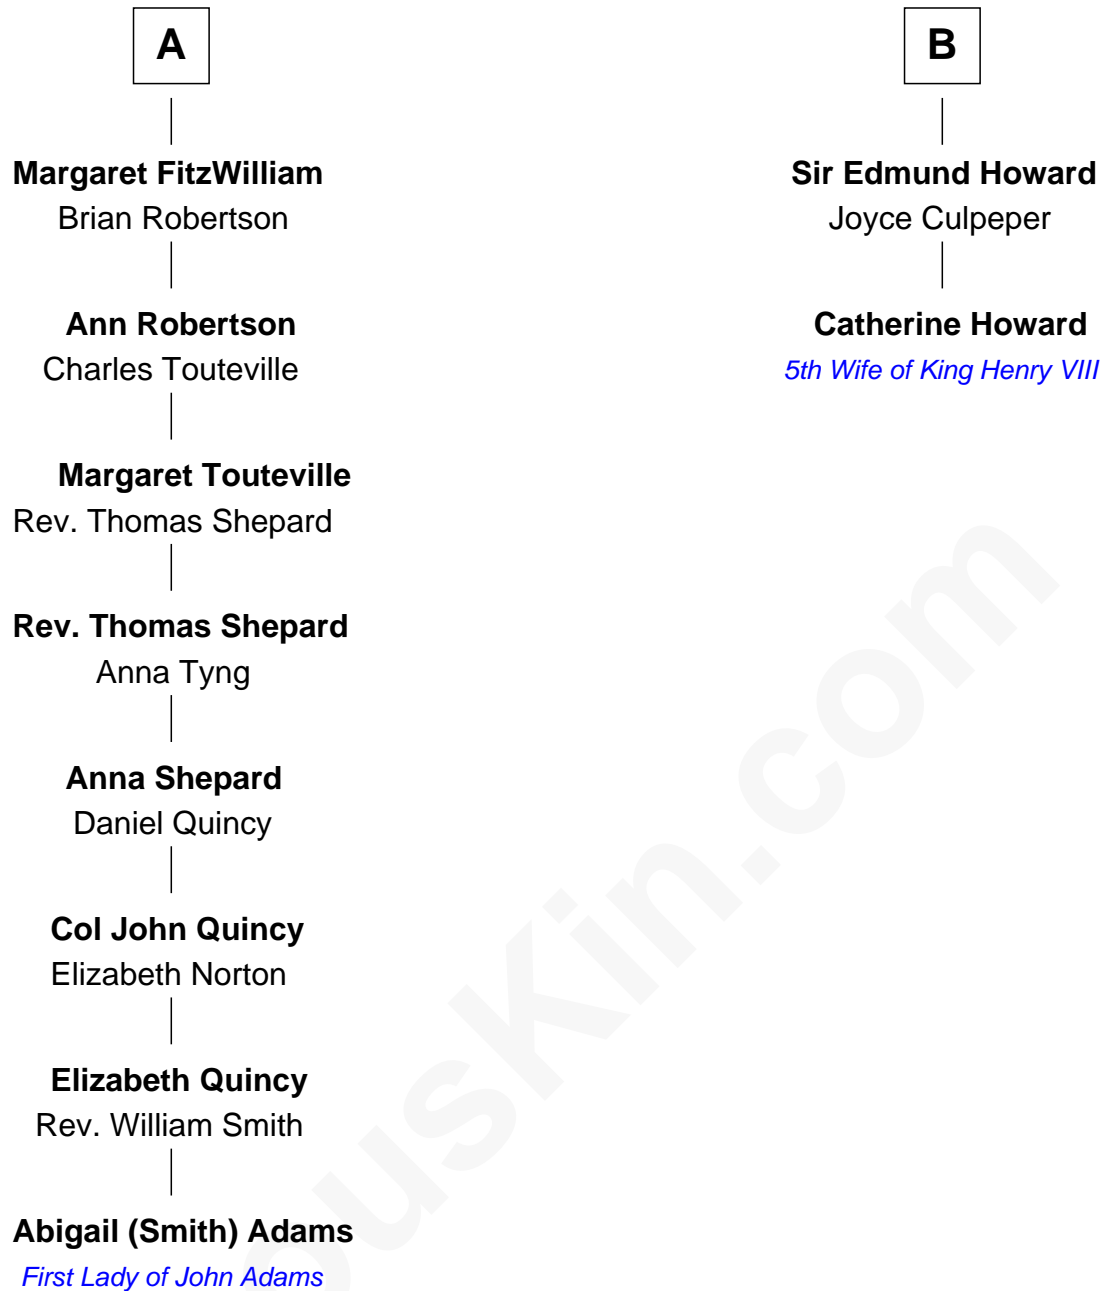 A
Margaret FitzWilliam
Brian Robertson
Ann Robertson
Charles Touteville
Margaret Touteville
Rev. Thomas Shepard
Rev. Thomas Shepard
Anna Tyng
Anna Shepard
Daniel Quincy
Col John Quincy
Elizabeth Norton
Elizabeth Quincy
Rev. William Smith
Abigail (Smith) Adams
First Lady of John Adams
B
Sir Edmund Howard
Joyce Culpeper
Catherine Howard
5th Wife of King Henry VIII
ousKin.com